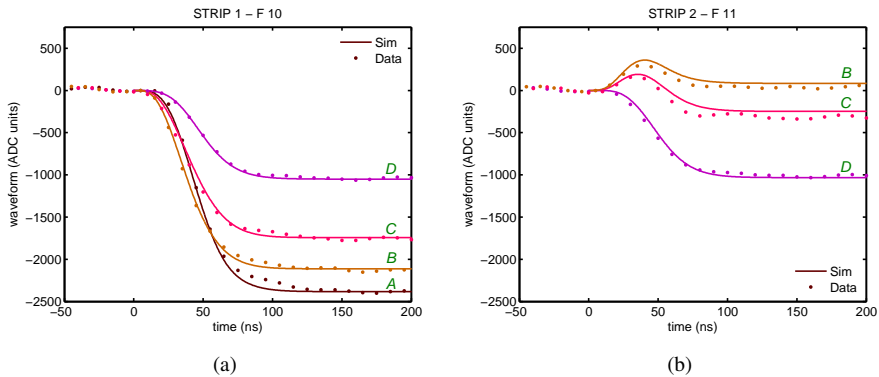 STRIP 1 – F 10
500
0
−500
−1000
−1500
−2000
−2500
waveform (ADC units)
Sim
Data
D
C
B
A
−50 0 50 100 150 200
time (ns)
(a)
STRIP 2 – F 11
500
0
−500
−1000
−1500
−2000
−2500
waveform (ADC units)
B
C
D
Sim
Data
−50 0 50 100 150 200
time (ns)
(b)